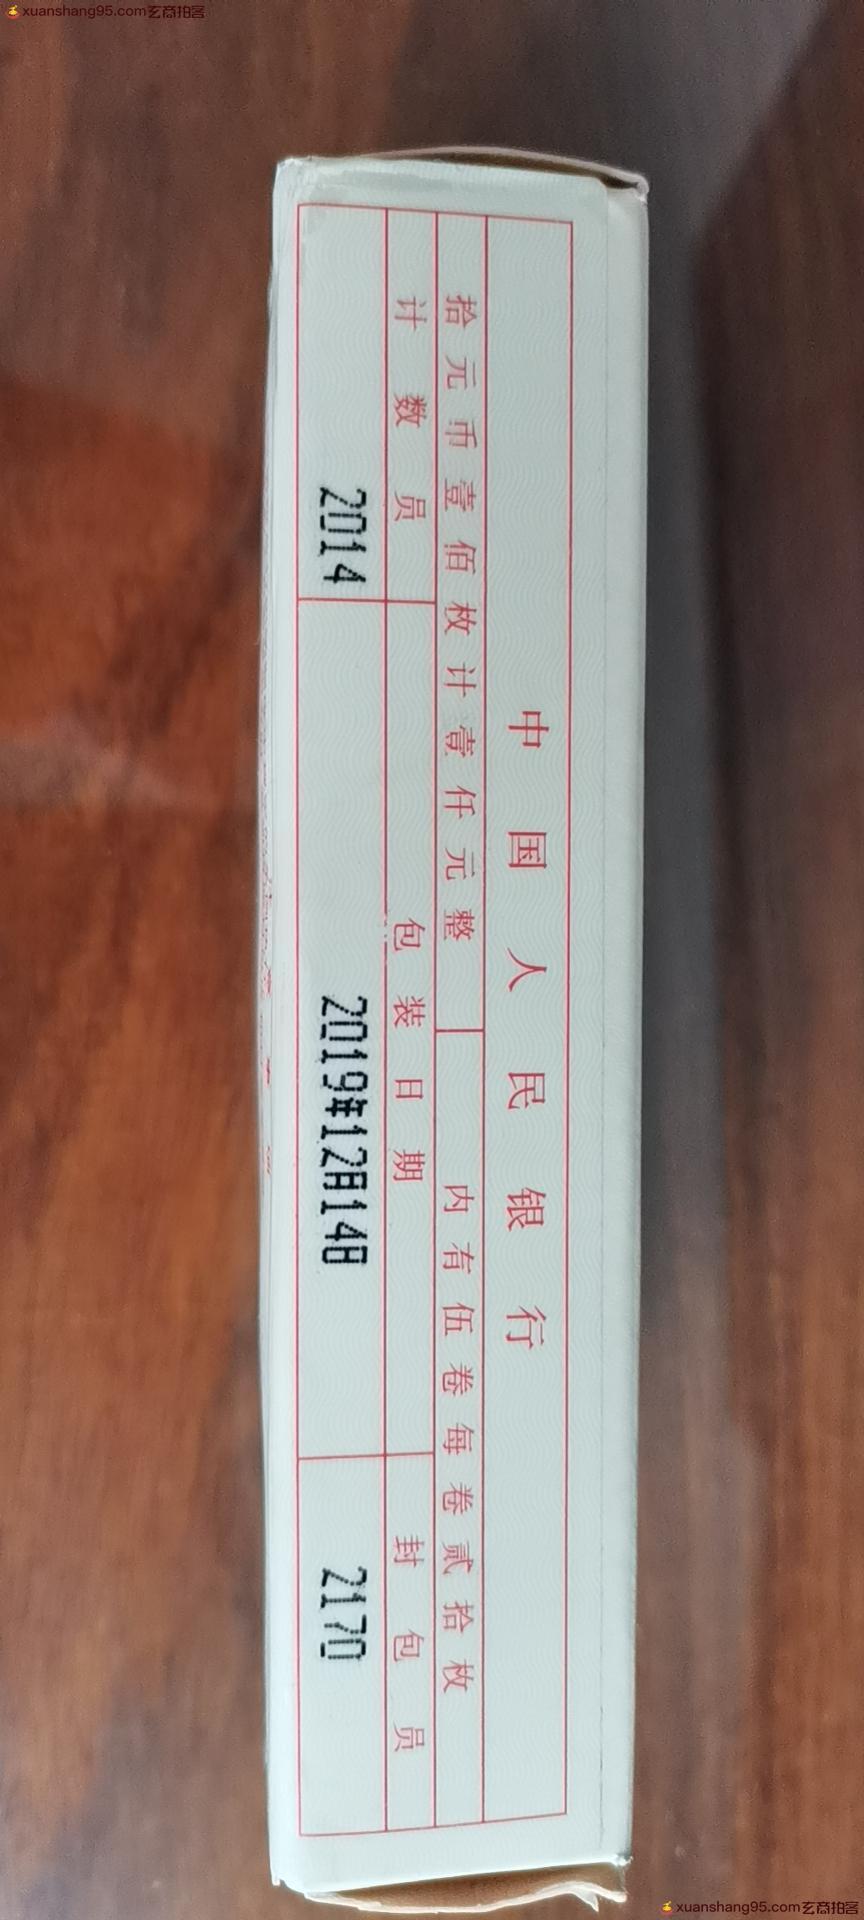 xuanshang95.com玄商拍客
中国人民银行
拾元币壹佰枚计壹仟元整
内有伍卷每卷贰拾枚
计数员
包装日期
封包员
2014
2019年12月14日
2170
xuanshang95.com玄商拍客